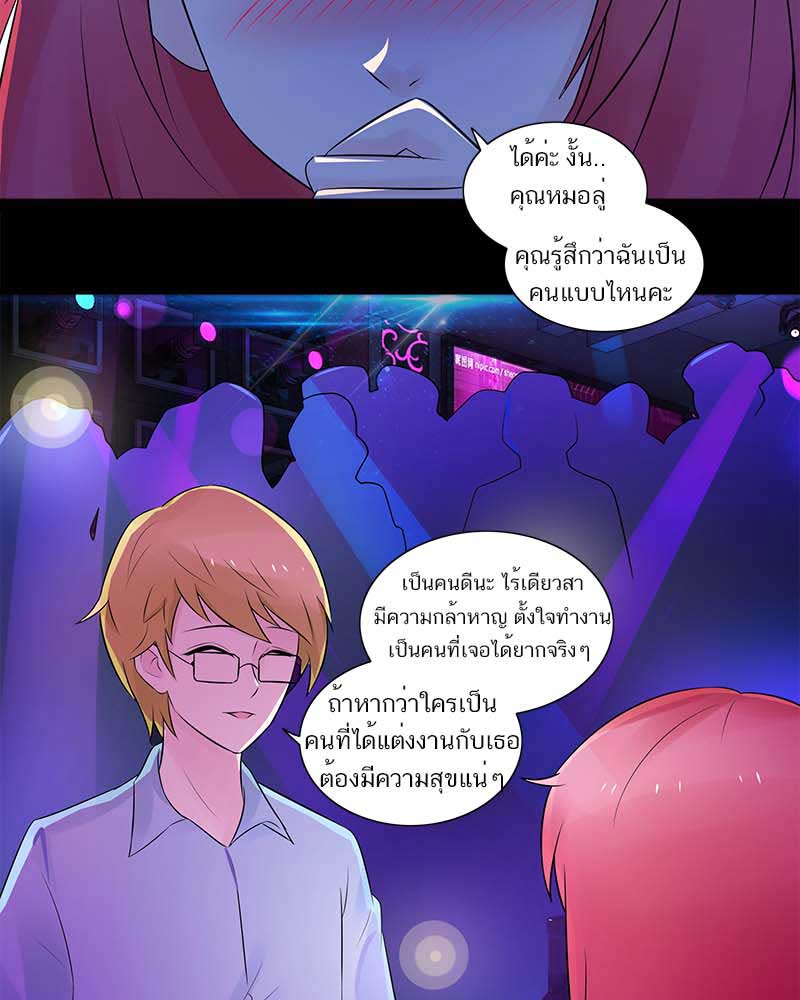 ได้ค่ะ งั้น..
คุณหมอลู่
คุณรู้สึกว่าฉันเป็น
คนแบบไหนคะ
昵图网 nipic.com/shen
เป็นคนดีนะ ไร้เดียวสา
มีความกล้าหาญ ตั้งใจทำงาน
เป็นคนที่เจอได้ยากจริงๆ
ถ้าหากว่าใครเป็น
คนที่ได้แต่งงานกับเธอ
ต้องมีความสุขแน่ๆ